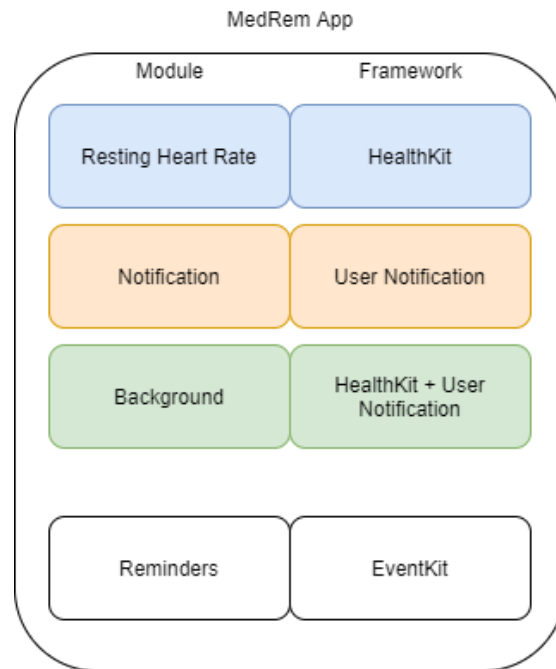 MedRem App
Module
Framework
Resting Heart Rate
HealthKit
Notification
User Notification
Background
HealthKit + User
Notification
Reminders
EventKit